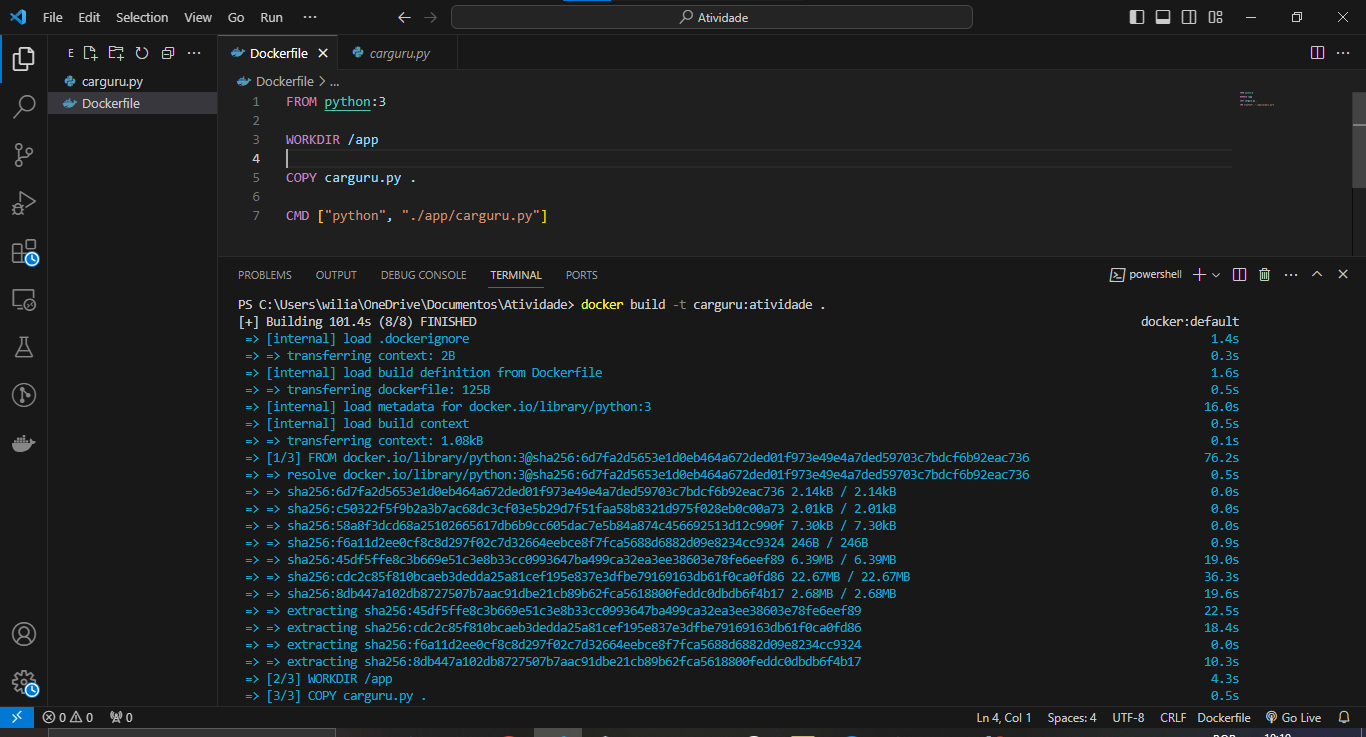 File Edit Selection View Go Run ··· Atividade
E
carguru.py
Dockerfile
Dockerfile carguru.py
Dockerfile > ...
1 FROM python:3
2
3 WORKDIR /app
4
5 COPY carguru.py .
6
7 CMD ["python", "./app/carguru.py"]
PROBLEMS OUTPUT DEBUG CONSOLE TERMINAL PORTS powershell
PS C:\Users\wilia\OneDrive\Documentos\Atividade> docker build -t carguru:atividade .
[+] Building 101.4s (8/8) FINISHED docker:default
=> [internal] load .dockerignore 1.4s
=> => transferring context: 2B 0.3s
=> [internal] load build definition from Dockerfile 1.6s
=> => transferring dockerfile: 125B 0.5s
=> [internal] load metadata for docker.io/library/python:3 16.0s
=> [internal] load build context 0.5s
=> => transferring context: 1.08kB 0.1s
=> [1/3] FROM docker.io/library/python:3@sha256:6d7fa2d5653e1d0eb464a672ded01f973e49e4a7ded59703c7bdcf6b92eac736 76.2s
=> => resolve docker.io/library/python:3@sha256:6d7fa2d5653e1d0eb464a672ded01f973e49e4a7ded59703c7bdcf6b92eac736 0.5s
=> => sha256:6d7fa2d5653e1d0eb464a672ded01f973e49e4a7ded59703c7bdcf6b92eac736 2.14kB / 2.14kB 0.0s
=> => sha256:c50322f5f9b2a3b7ac68dc3cf03e5b29d7f51faa58b8321d975f028eb0c00a73 2.01kB / 2.01kB 0.0s
=> => sha256:58a8f3dcd68a25102665617db6b9cc605dac7e5b84a874c456692513d12c990f 7.30kB / 7.30kB 0.0s
=> => sha256:f6a11d2ee0cf8c8d297f02c7d32664eebce8f7fca5688d6882d09e8234cc9324 246B / 246B 0.9s
=> => sha256:45df5ffe8c3b669e51c3e8b33cc0993647ba499ca32ea3ee38603e78fe6eef89 6.39MB / 6.39MB 19.0s
=> => sha256:cdc2c85f810bcaeb3dedda25a81cef195e837e3dfbe79169163db61f0ca0fd86 22.67MB / 22.67MB 36.3s
=> => sha256:8db447a102db8727507b7aac91dbe21cb89b62fca5618800feddc0dbdb6f4b17 2.68MB / 2.68MB 19.6s
=> => extracting sha256:45df5ffe8c3b669e51c3e8b33cc0993647ba499ca32ea3ee38603e78fe6eef89 22.5s
=> => extracting sha256:cdc2c85f810bcaeb3dedda25a81cef195e837e3dfbe79169163db61f0ca0fd86 18.4s
=> => extracting sha256:f6a11d2ee0cf8c8d297f02c7d32664eebce8f7fca5688d6882d09e8234cc9324 0.0s
=> => extracting sha256:8db447a102db8727507b7aac91dbe21cb89b62fca5618800feddc0dbdb6f4b17 10.3s
=> [2/3] WORKDIR /app 4.3s
=> [3/3] COPY carguru.py . 0.5s
0 0 0 Ln 4, Col 1 Spaces: 4 UTF-8 CRLF Dockerfile Go Live